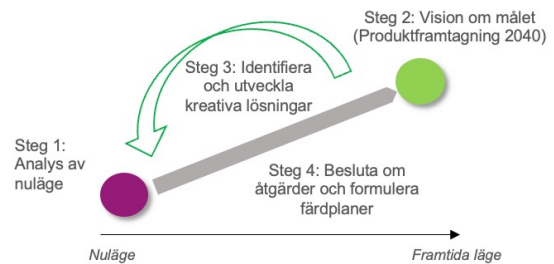 Steg 2: Vision om målet
(Produktframtagning 2040)
Steg 3: Identifiera
och utveckla
kreativa lösningar
Steg 1:
Analys av
nuläge
Steg 4: Besluta om
åtgärder och formulera
färdplaner
Nuläge
Framtida läge